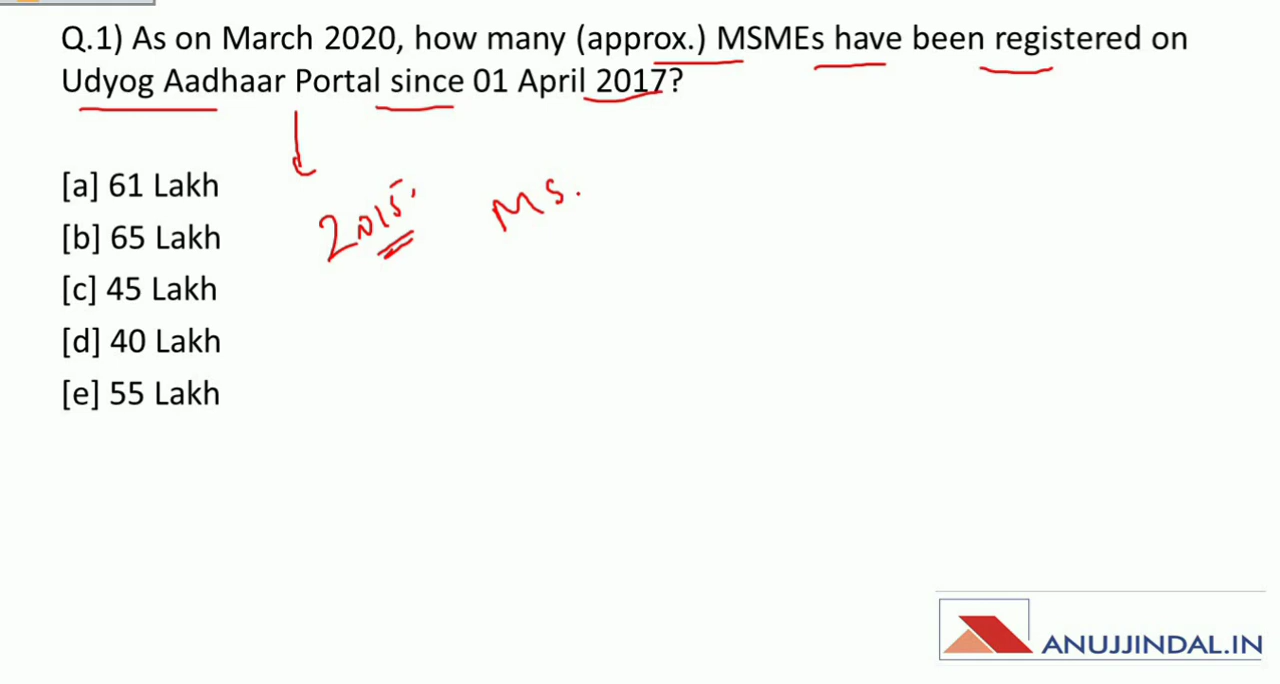 Q.1) As on March 2020, how many (approx.) MSMEs have been registered on
Udyog Aadhaar Portal since 01 April 2017?
[a] 61 Lakh
[b] 65 Lakh
[c] 45 Lakh
[d] 40 Lakh
[e] 55 Lakh
2015.
MS.
ANUJJINDAL.IN